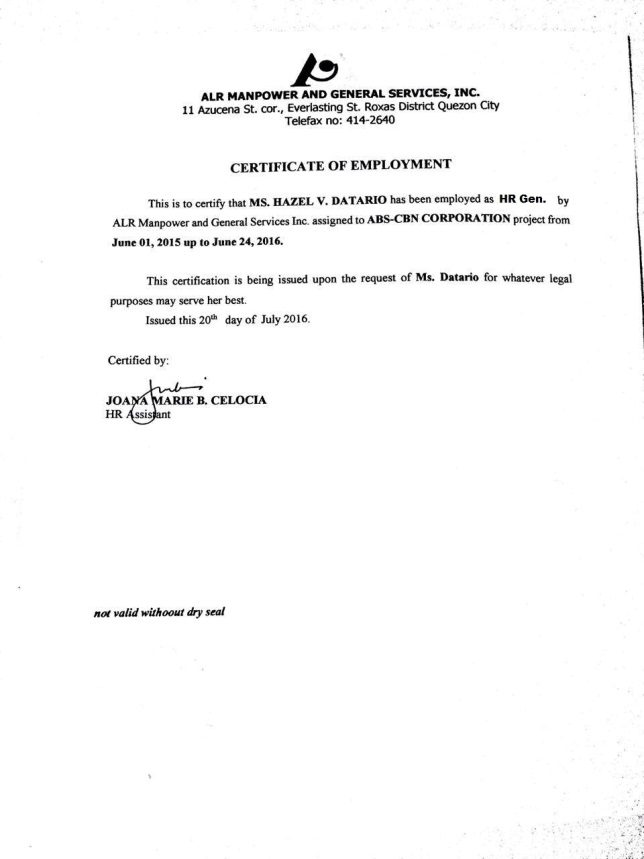 ALR MANPOWER AND GENERAL SERVICES, INC.
11 Azucena St. cor., Everlasting St. Roxas District Quezon City
Telefax no: 414-2640
CERTIFICATE OF EMPLOYMENT
This is to certify that MS. HAZEL V. DATARIO has been employed as HR Gen. by
ALR Manpower and General Services Inc. assigned to ABS-CBN CORPORATION project from
June 01, 2015 up to June 24, 2016.
This certification is being issued upon the request of Ms. Datario for whatever legal
purposes may serve her best.
Issued this 20th day of July 2016.
Certified by:
JOANA MARIE B. CELOCIA
HR Assistant
not valid withoout dry seal